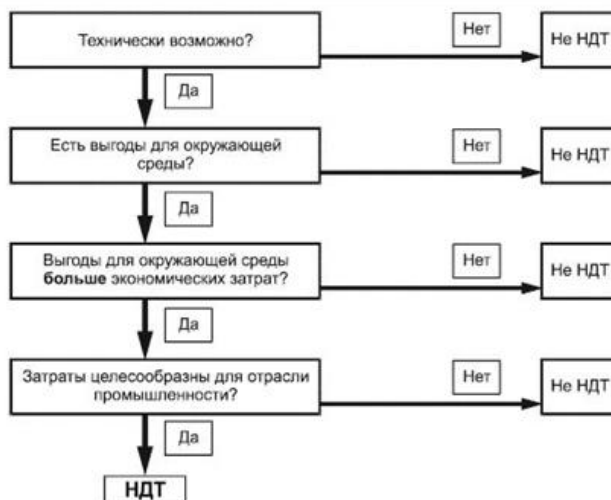 Технически возможно?
Нет
Не НДТ
Да
Есть выгоды для окружающей
среды?
Нет
Не НДТ
Да
Выгоды для окружающей среды
больше экономических затрат?
Нет
Не НДТ
Да
Затраты целесообразны для отрасли
промышленности?
Нет
Не НДТ
Да
НДТ